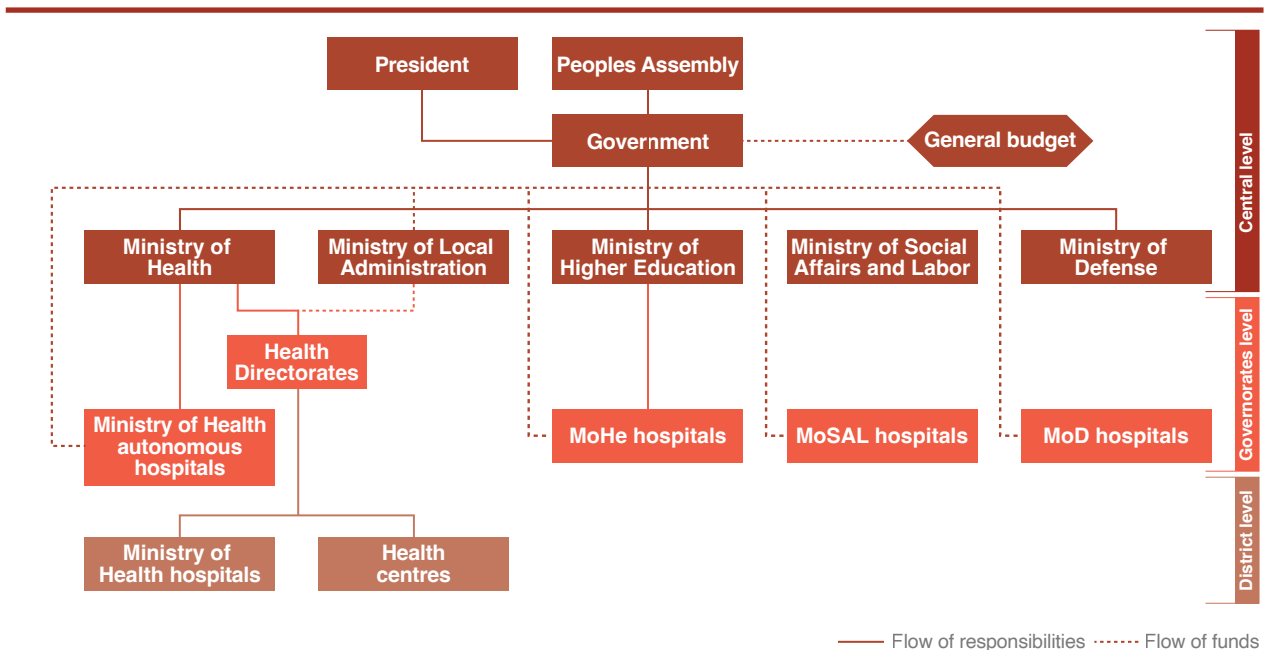 President
Peoples Assembly
Government
General budget
Central level
Ministry of
Health
Ministry of Local
Administration
Ministry of
Higher Education
Ministry of Social
Affairs and Labor
Ministry of
Defense
Governorates level
Health
Directorates
Ministry of Health
autonomous
hospitals
MoHe hospitals
MoSAL hospitals
MoD hospitals
District level
Ministry of
Health hospitals
Health
centres
Flow of responsibilities
Flow of funds